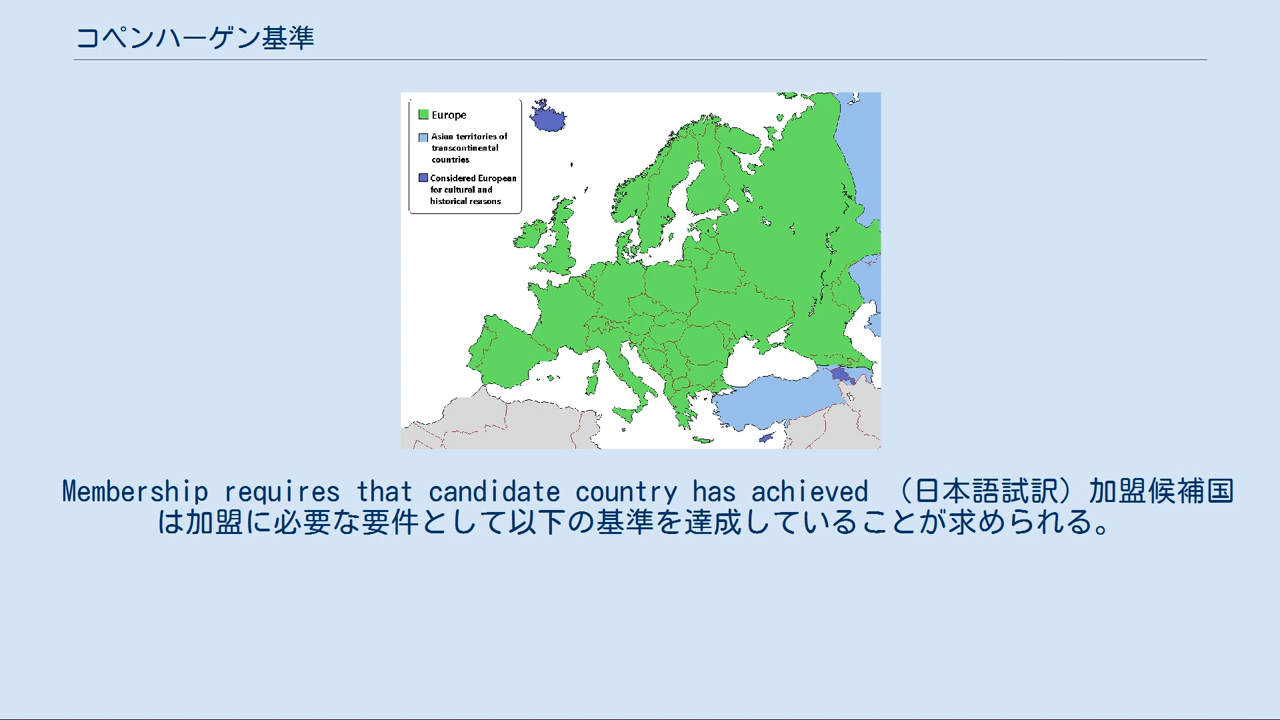 コペンハーゲン基準
Europe
Asian territories of
transcontinental
countries
Considered European
for cultural and
historical reasons
Membership requires that candidate country has achieved （日本語試訳）加盟候補国
は加盟に必要な要件として以下の基準を達成していることが求められる。